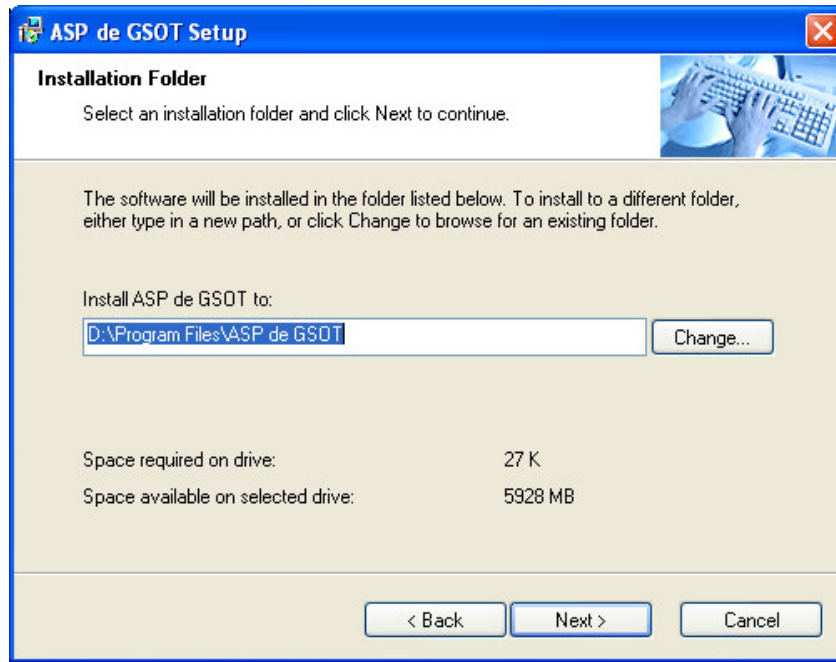 ASP de GSOT Setup
Installation Folder
Select an installation folder and click Next to continue.
The software will be installed in the folder listed below. To install to a different folder,
either type in a new path, or click Change to browse for an existing folder.
Install ASP de GSOT to:
D:\Program Files\ASP de GSOT
Change...
Space required on drive: 27 K
Space available on selected drive: 5928 MB
< Back Next > Cancel